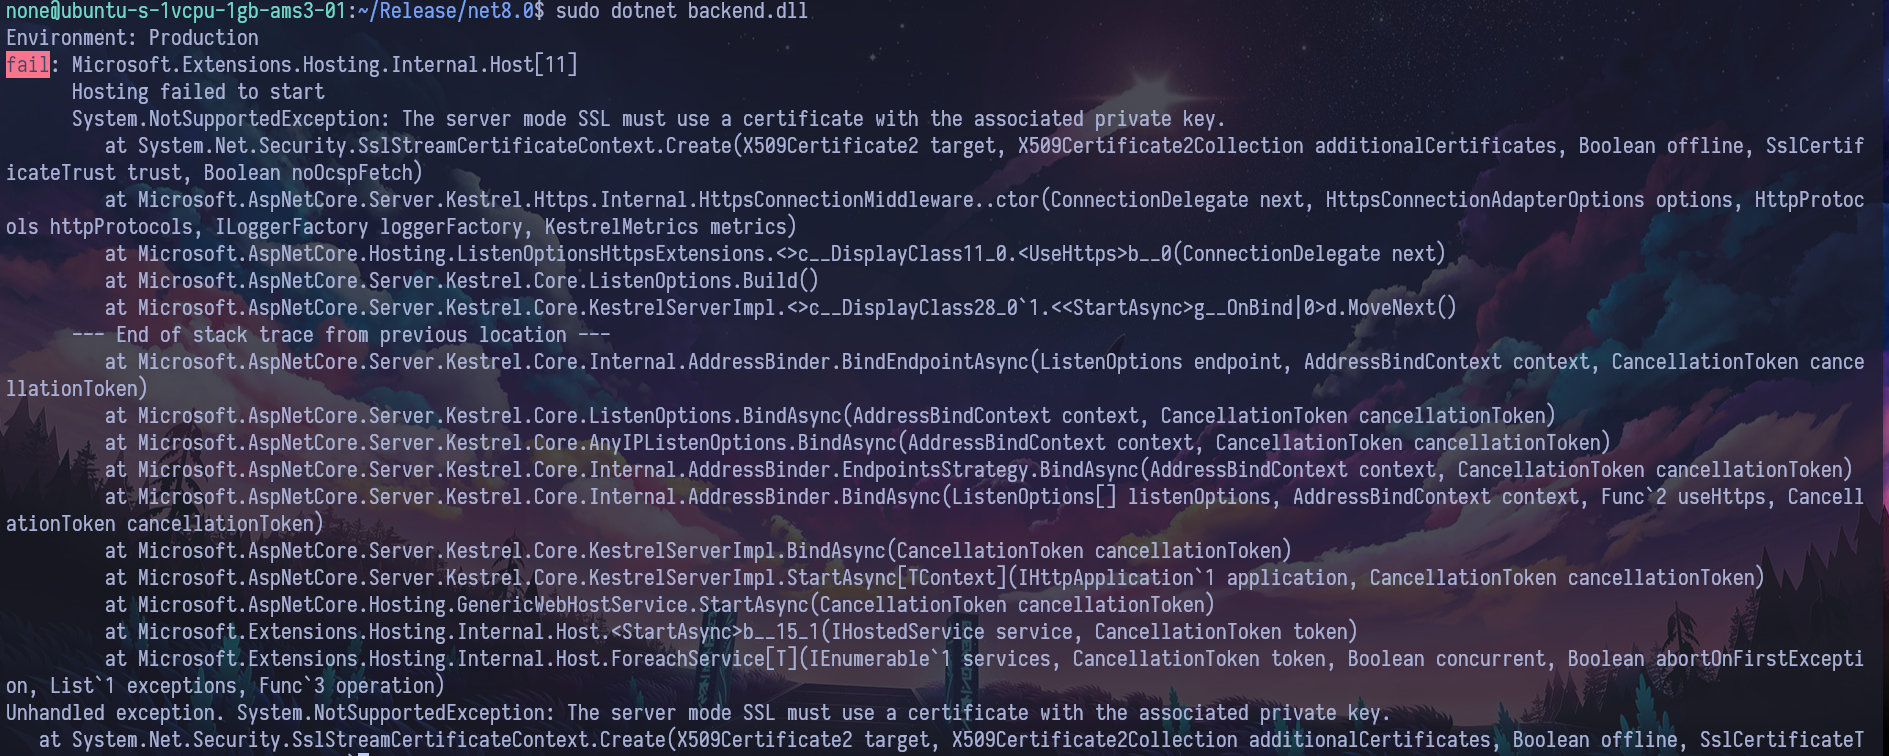 none@ubuntu-s-1vcpu-1gb-ams3-01:~/Release/net8.0$ sudo dotnet backend.dll
Environment: Production
fail: Microsoft.Extensions.Hosting.Internal.Host[11]
      Hosting failed to start
      System.NotSupportedException: The server mode SSL must use a certificate with the associated private key.
         at System.Net.Security.SslStreamCertificateContext.Create(X509Certificate2 target, X509Certificate2Collection additionalCertificates, Boolean offline, SslCertif
icateTrust trust, Boolean noOcspFetch)
         at Microsoft.AspNetCore.Server.Kestrel.Https.Internal.HttpsConnectionMiddleware..ctor(ConnectionDelegate next, HttpsConnectionAdapterOptions options, HttpProtoc
ols httpProtocols, ILoggerFactory loggerFactory, KestrelMetrics metrics)
         at Microsoft.AspNetCore.Hosting.ListenOptionsHttpsExtensions.<>c__DisplayClass11_0.<UseHttps>b__0(ConnectionDelegate next)
         at Microsoft.AspNetCore.Server.Kestrel.Core.ListenOptions.Build()
         at Microsoft.AspNetCore.Server.Kestrel.Core.KestrelServerImpl.<>c__DisplayClass28_0`1.<<StartAsync>g__OnBind|0>d.MoveNext()
      --- End of stack trace from previous location ---
         at Microsoft.AspNetCore.Server.Kestrel.Core.Internal.AddressBinder.BindEndpointAsync(ListenOptions endpoint, AddressBindContext context, CancellationToken cance
llationToken)
         at Microsoft.AspNetCore.Server.Kestrel.Core.ListenOptions.BindAsync(AddressBindContext context, CancellationToken cancellationToken)
         at Microsoft.AspNetCore.Server.Kestrel.Core.AnyIPListenOptions.BindAsync(AddressBindContext context, CancellationToken cancellationToken)
         at Microsoft.AspNetCore.Server.Kestrel.Core.Internal.AddressBinder.EndpointsStrategy.BindAsync(AddressBindContext context, CancellationToken cancellationToken)
         at Microsoft.AspNetCore.Server.Kestrel.Core.Internal.AddressBinder.BindAsync(ListenOptions[] listenOptions, AddressBindContext context, Func`2 useHttps, Cancell
ationToken cancellationToken)
         at Microsoft.AspNetCore.Server.Kestrel.Core.KestrelServerImpl.BindAsync(CancellationToken cancellationToken)
         at Microsoft.AspNetCore.Server.Kestrel.Core.KestrelServerImpl.StartAsync[TContext](IHttpApplication`1 application, CancellationToken cancellationToken)
         at Microsoft.AspNetCore.Hosting.GenericWebHostService.StartAsync(CancellationToken cancellationToken)
         at Microsoft.Extensions.Hosting.Internal.Host.<StartAsync>b__15_1(IHostedService service, CancellationToken token)
         at Microsoft.Extensions.Hosting.Internal.Host.ForeachService[T](IEnumerable`1 services, CancellationToken token, Boolean concurrent, Boolean abortOnFirstExcepti
on, List`1 exceptions, Func`3 operation)
Unhandled exception. System.NotSupportedException: The server mode SSL must use a certificate with the associated private key.
   at System.Net.Security.SslStreamCertificateContext.Create(X509Certificate2 target, X509Certificate2Collection additionalCertificates, Boolean offline, SslCertificateT